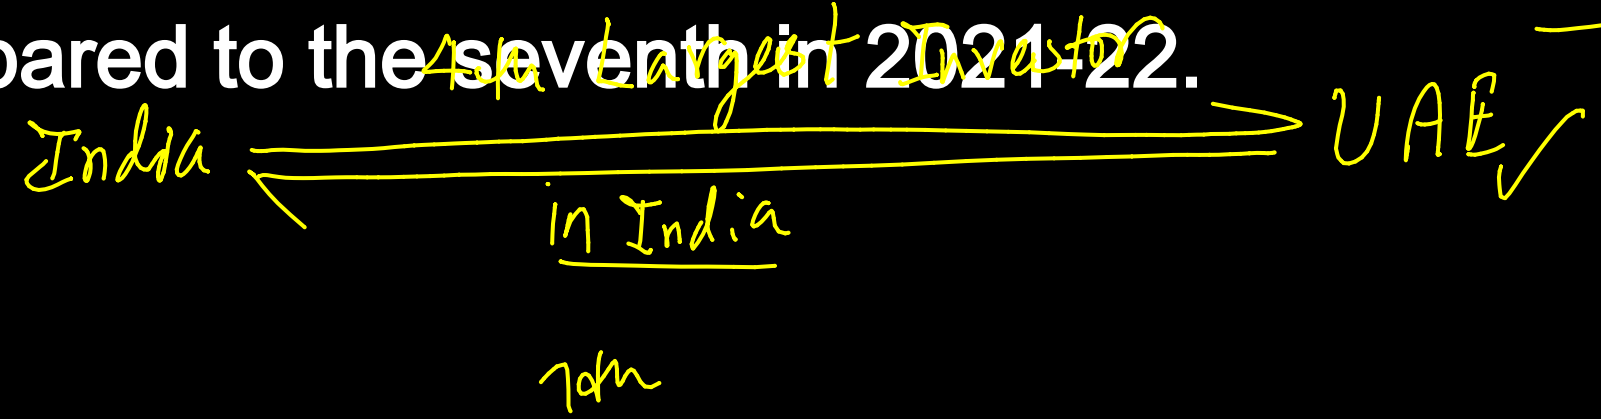 pared to the seventh in 2021-22.
4th Largest Investor
India UAE
in India
7th